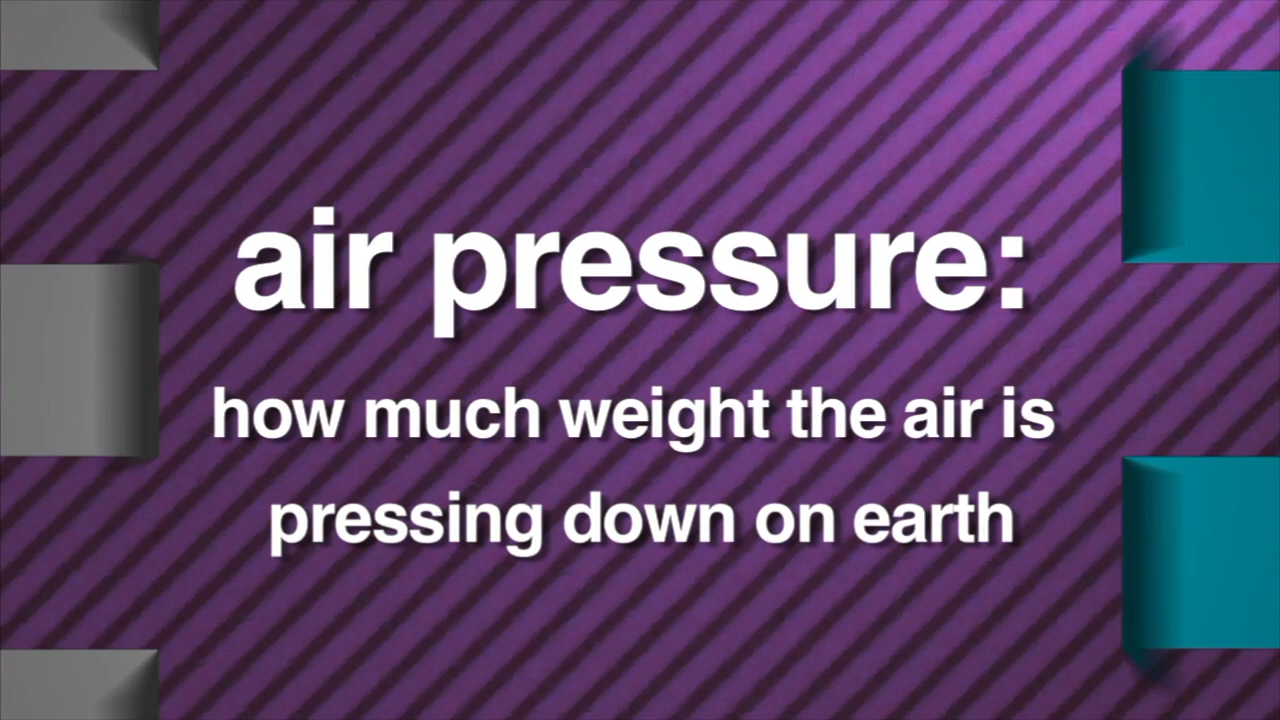 air pressure:
how much weight the air is
pressing down on earth